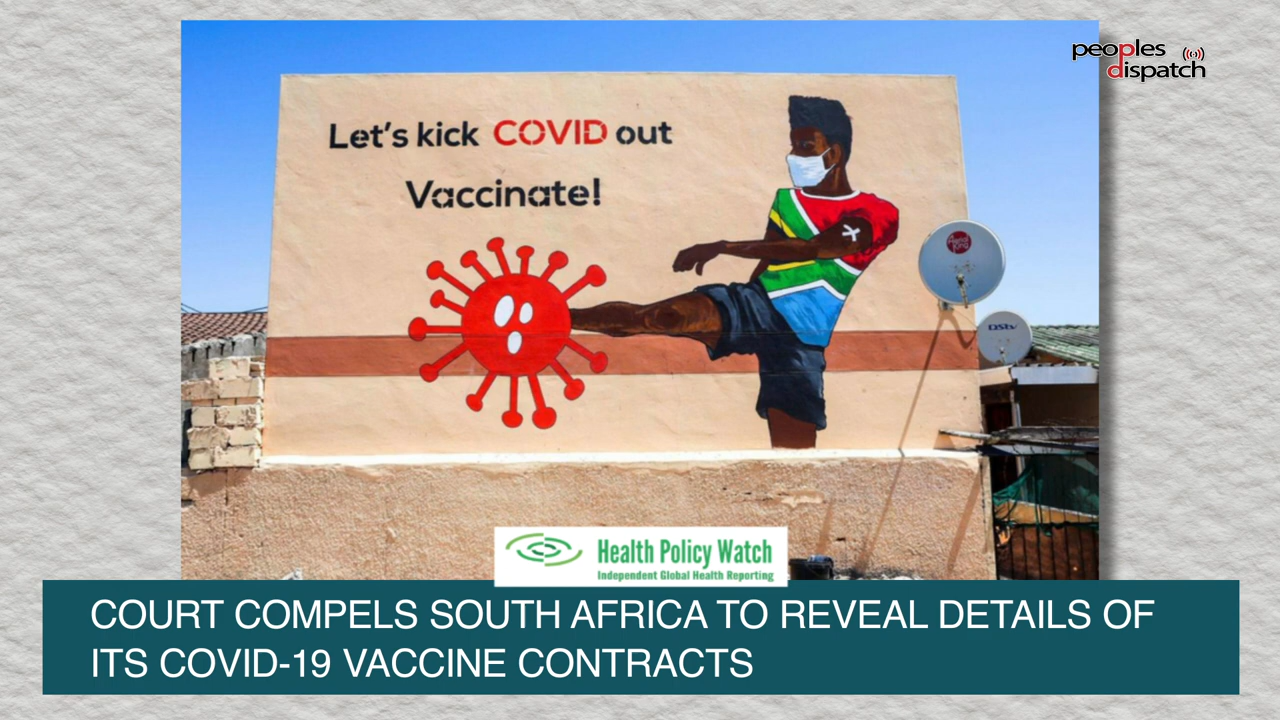 peoples
dispatch
Let's kick COVID out
Vaccinate!
DStv
Health Policy Watch
Independent Global Health Reporting
COURT COMPELS SOUTH AFRICA TO REVEAL DETAILS OF
ITS COVID-19 VACCINE CONTRACTS